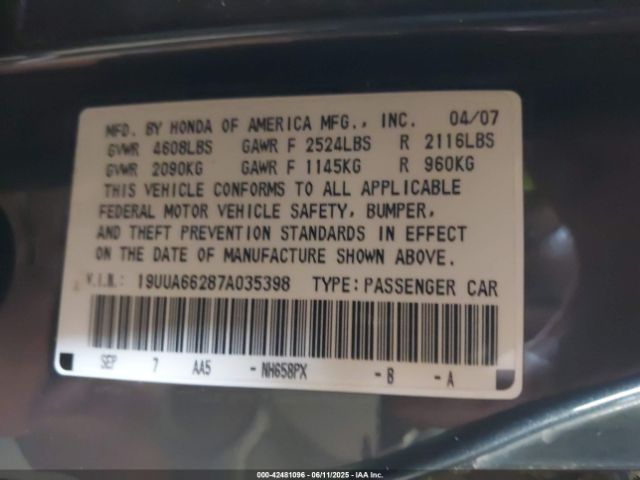 MFD. BY HONDA OF AMERICA MFG., INC. 04/07
GVWR 4608LBS GAWR F 2524LBS R 2116LBS
GVWR 2090KG GAWR F 1145KG R 960KG
THIS VEHICLE CONFORMS TO ALL APPLICABLE
FEDERAL MOTOR VEHICLE SAFETY, BUMPER,
AND THEFT PREVENTION STANDARDS IN EFFECT
ON THE DATE OF MANUFACTURE SHOWN ABOVE.
V.I.N.: 19UUA66287A035398 TYPE: PASSENGER CAR
SEP 7 AA5 -NH658PX -B -A
000-42481096 - 06/11/2025 - IAA Inc.